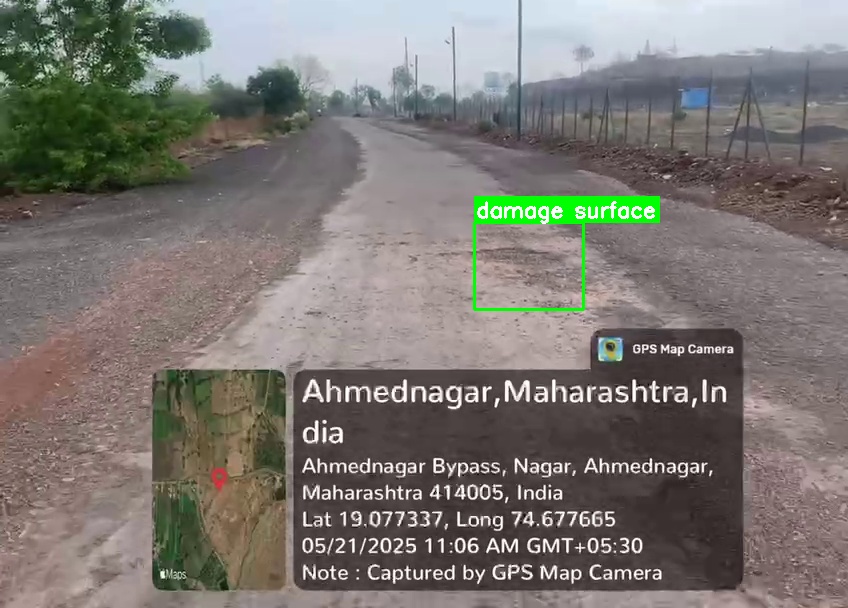 damage surface
GPS Map Camera
Ahmednagar,Maharashtra,In
dia
Ahmednagar Bypass, Nagar, Ahmednagar,
Maharashtra 414005, India
Lat 19.077337, Long 74.677665
05/21/2025 11:06 AM GMT+05:30
Note : Captured by GPS Map Camera
Maps